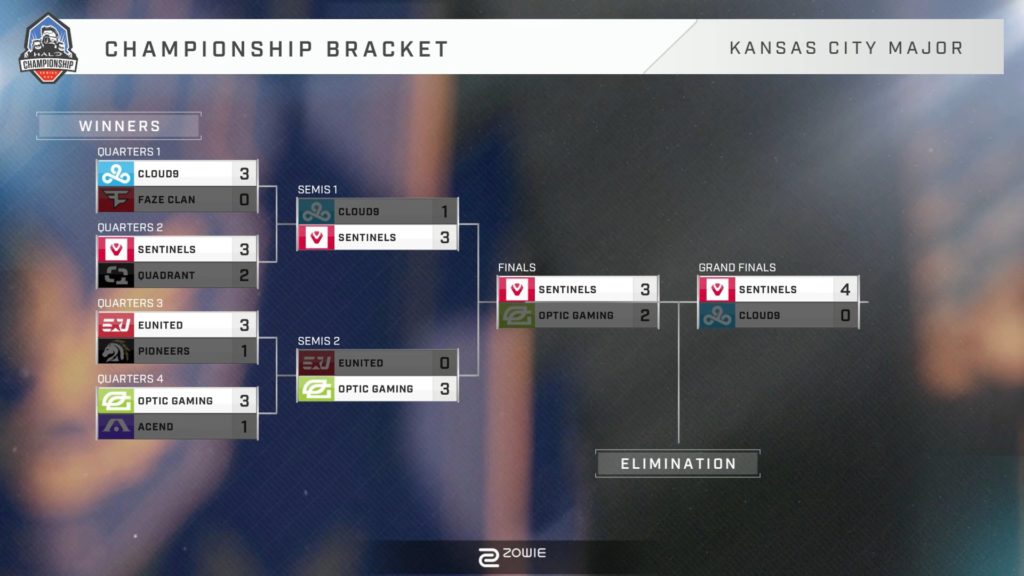 HALO
CHAMPIONSHIP
SERIES
CHAMPIONSHIP BRACKET
KANSAS CITY MAJOR
WINNERS
QUARTERS 1
CLOUD9 3
FAZE CLAN 0
QUARTERS 2
SENTINELS 3
QUADRANT 2
QUARTERS 3
EUNITED 3
PIONEERS 1
QUARTERS 4
OPTIC GAMING 3
ACEND 1
SEMIS 1
CLOUD9 1
SENTINELS 3
SEMIS 2
EUNITED 0
OPTIC GAMING 3
FINALS
SENTINELS 3
OPTIC GAMING 2
GRAND FINALS
SENTINELS 4
CLOUD9 0
ELIMINATION
ZOWIE